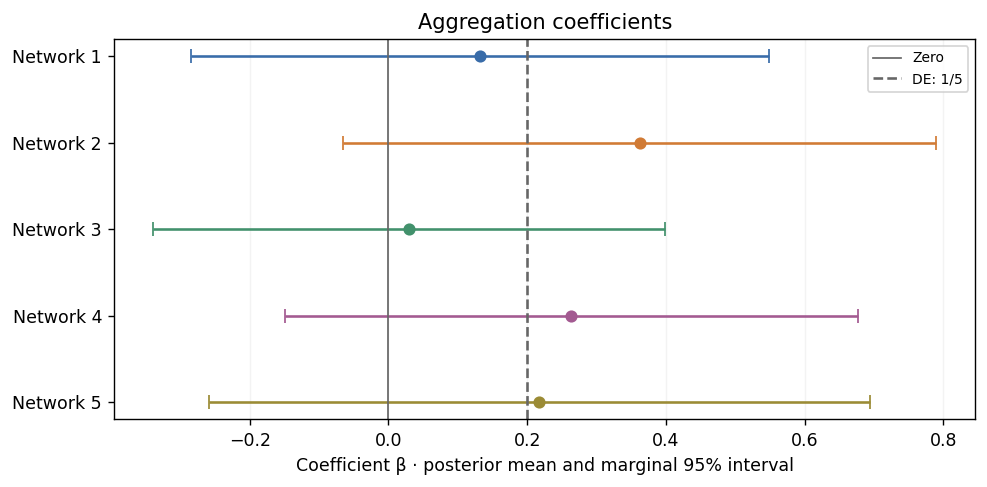 Aggregation coefficients
Network 1
Network 2
Network 3
Network 4
Network 5
Zero
DE: 1/5
−0.2 0.0 0.2 0.4 0.6 0.8
Coefficient β · posterior mean and marginal 95% interval